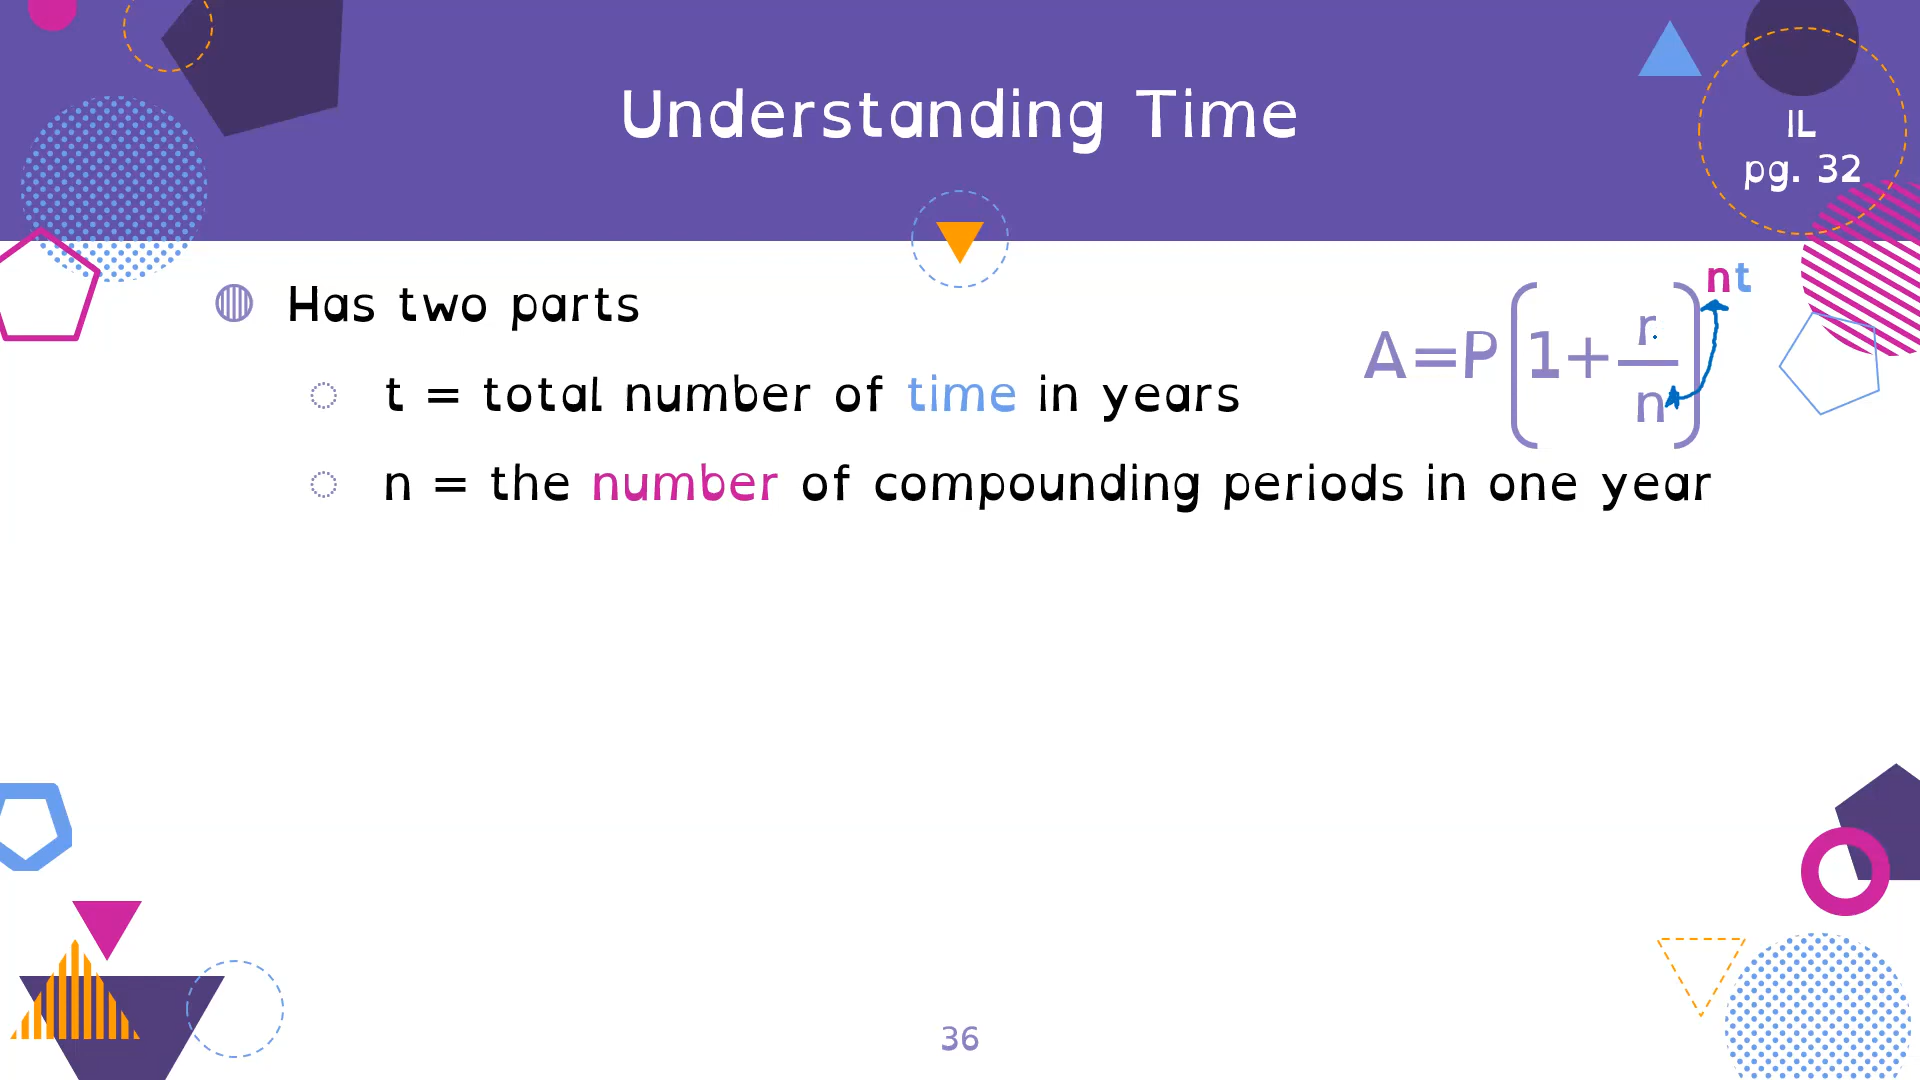 Understanding Time
IL
pg. 32
Has two parts
t = total number of time in years
n = the number of compounding periods in one year
A=P(1+r/n)^nt
36